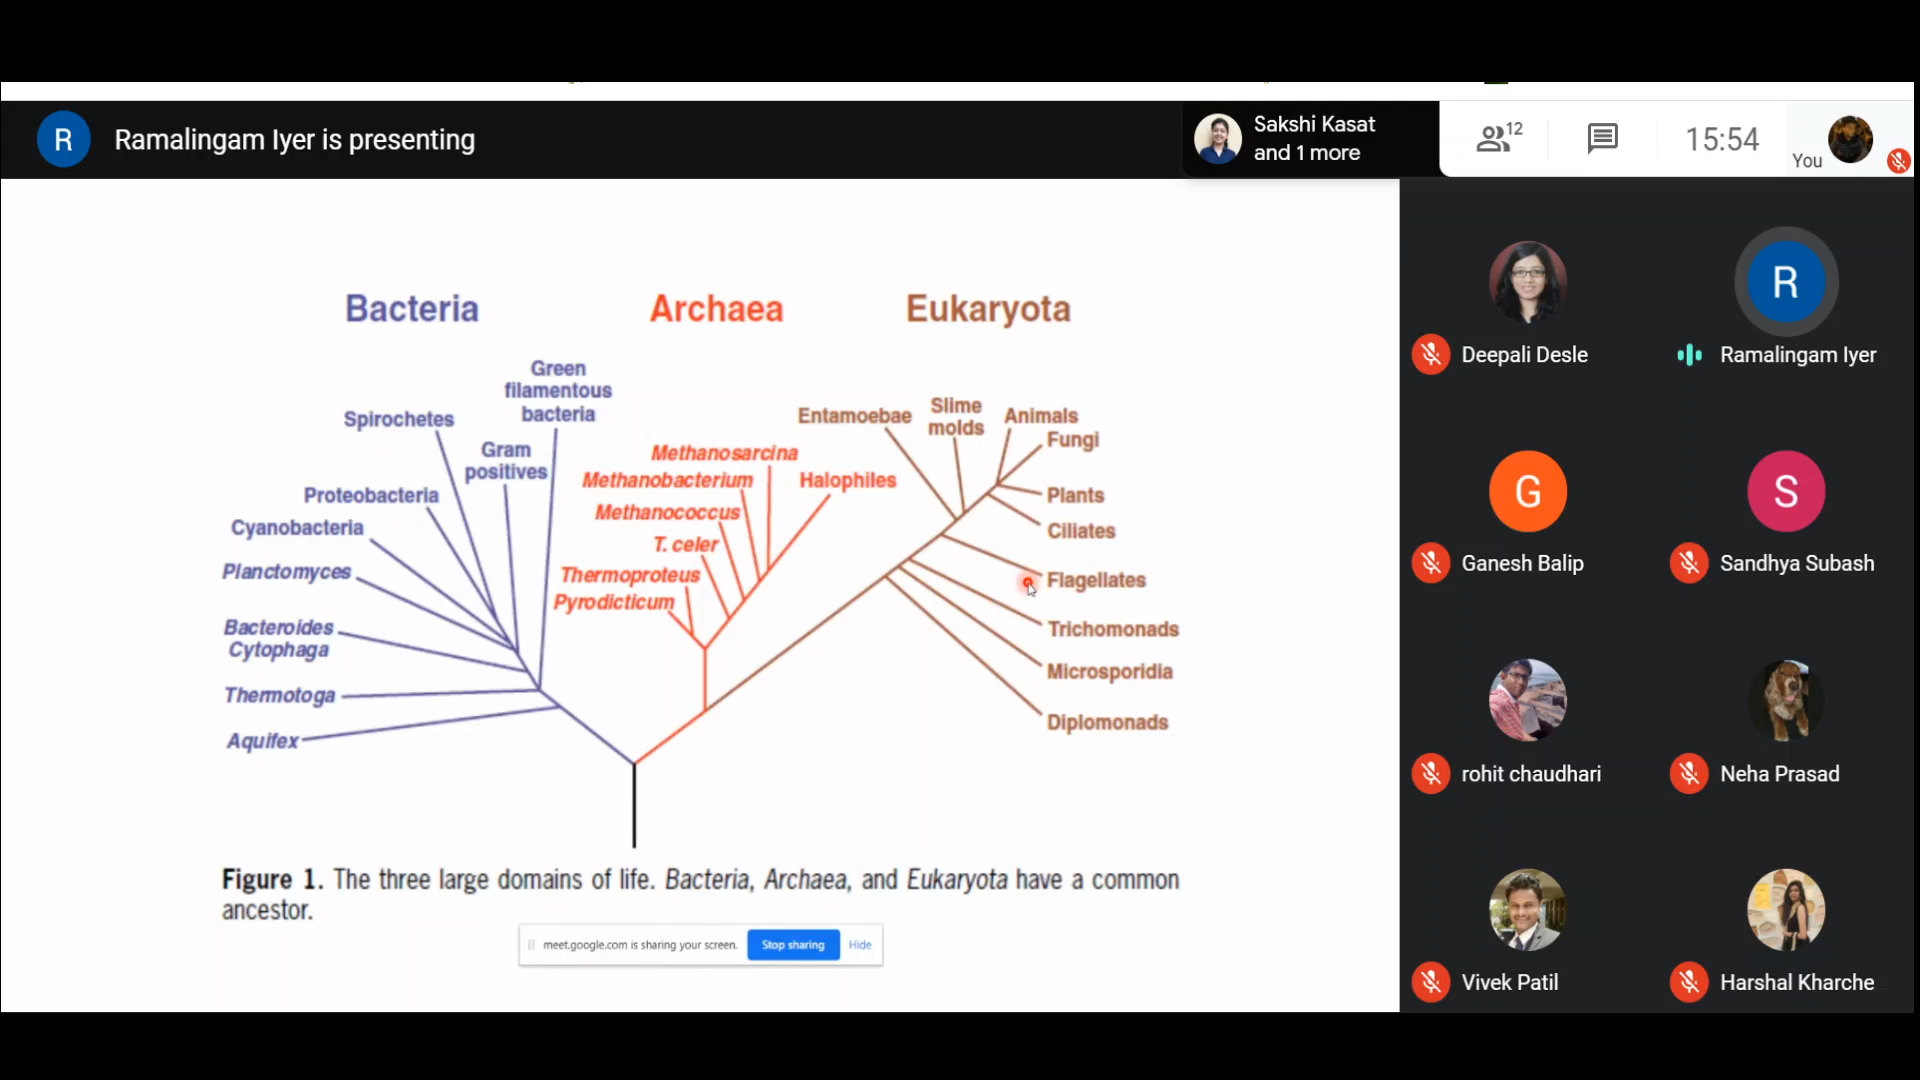 R
Ramalingam Iyer is presenting
Sakshi Kasat
and 1 more
12
15:54
You
Bacteria
Archaea
Eukaryota
Green
filamentous
bacteria
Spirochetes
Gram
positives
Proteobacteria
Cyanobacteria
Planctomyces
Bacteroides
Cytophaga
Thermotoga
Aquifex
Methanosarcina
Methanobacterium
Halophiles
Methanococcus
T. celer
Thermoproteus
Pyrodicticum
Entamoebae
Slime
molds
Animals
Fungi
Plants
Ciliates
Flagellates
Trichomonads
Microsporidia
Diplomonads
Figure 1. The three large domains of life. Bacteria, Archaea, and Eukaryota have a common
ancestor.
meet.google.com is sharing your screen.
Stop sharing
Hide
Deepali Desle
R
Ramalingam Iyer
G
Ganesh Balip
S
Sandhya Subash
rohit chaudhari
Neha Prasad
Vivek Patil
Harshal Kharche